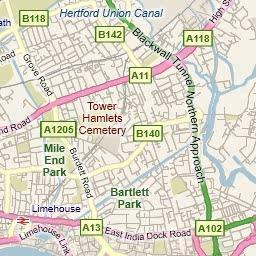 Hertford Union Canal
B118
B142
A118
High S
Blackwall Tunnel Northern Approach
Grove Road
A11
Tower
Hamlets
Cemetery
End Road
A1205
B140
Mile
End
Park
Burdett Road
Bartlett
Park
Limehouse
A13
East India Dock Road
A102
Limehouse Link